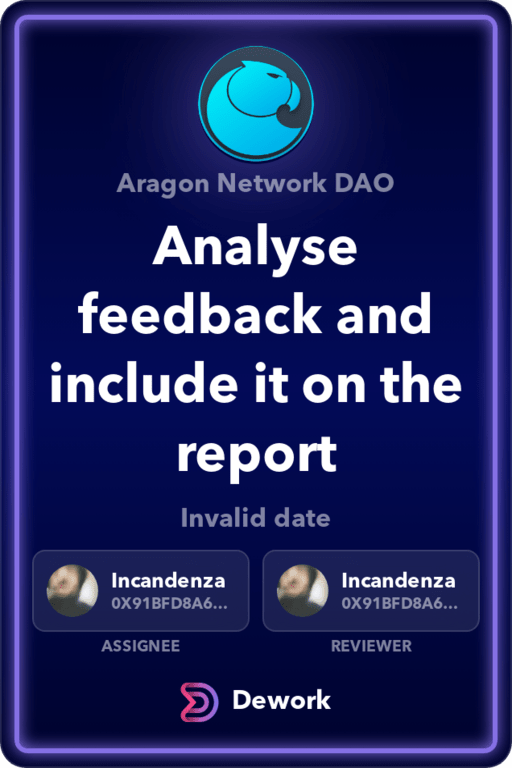 Aragon Network DAO
Analyse
feedback and
include it on the
report
Invalid date
Incandenza
0X91BFD8A6...
ASSIGNEE
Incandenza
0X91BFD8A6...
REVIEWER
Dework